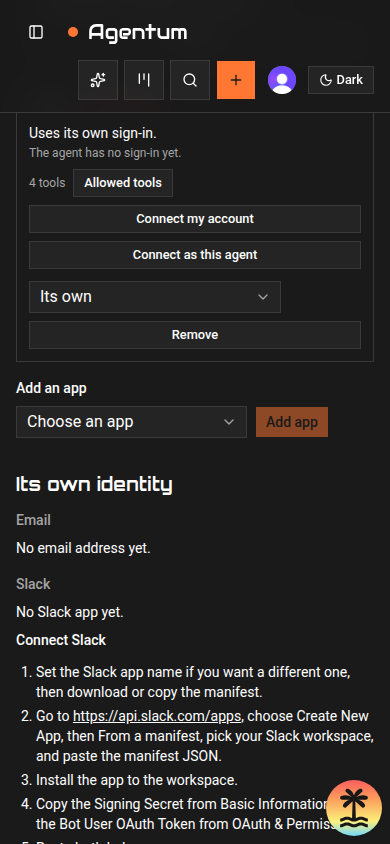 Agentum
Dark
Uses its own sign-in.
The agent has no sign-in yet.
4 tools
Allowed tools
Connect my account
Connect as this agent
Its own
Remove
Add an app
Choose an app
Add app
Its own identity
Email
No email address yet.
Slack
No Slack app yet.
Connect Slack
1. Set the Slack app name if you want a different one,
then download or copy the manifest.
2. Go to https://api.slack.com/apps, choose Create New
App, then From a manifest, pick your Slack workspace,
and paste the manifest JSON.
3. Install the app to the workspace.
4. Copy the Signing Secret from Basic Information
the Bot User OAuth Token from OAuth &